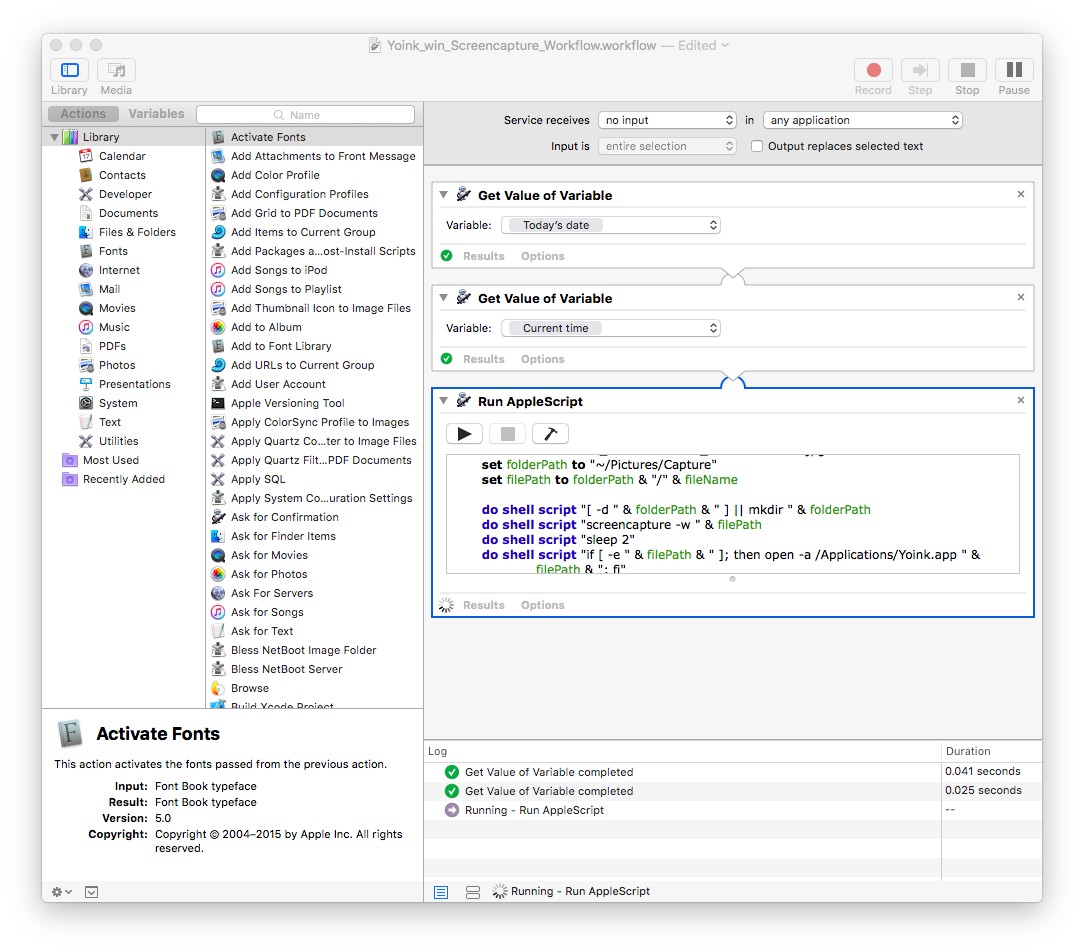 Yoink_win_Screencapture_Workflow.workflow — Edited
Library
Media
Record
Step
Stop
Pause
Actions
Variables
Name
Service receives
no input
in
any application
Input is
entire selection
Output replaces selected text
Library
Calendar
Contacts
Developer
Documents
Files & Folders
Fonts
Internet
Mail
Movies
Music
PDFs
Photos
Presentations
System
Text
Utilities
Most Used
Recently Added
Activate Fonts
Add Attachments to Front Message
Add Color Profile
Add Configuration Profiles
Add Grid to PDF Documents
Add Items to Current Group
Add Packages a...ost-Install Scripts
Add Songs to iPod
Add Songs to Playlist
Add Thumbnail Icon to Image Files
Add to Album
Add to Font Library
Add URLs to Current Group
Add User Account
Apple Versioning Tool
Apply ColorSync Profile to Images
Apply Quartz Co...ter to Image Files
Apply Quartz Filt...PDF Documents
Apply SQL
Apply System Co...uration Settings
Ask for Confirmation
Ask for Finder Items
Ask for Movies
Ask for Photos
Ask For Servers
Ask for Songs
Ask for Text
Bless NetBoot Image Folder
Bless NetBoot Server
Browse
Build Xcode Project
Get Value of Variable
Variable:
Today's date
Results
Options
Get Value of Variable
Variable:
Current time
Results
Options
Run AppleScript
set folderPath to "~/Pictures/Capture"
set filePath to folderPath & "/" & fileName
do shell script "[ -d " & folderPath & " ] || mkdir " & folderPath
do shell script "screencapture -w " & filePath
do shell script "sleep 2"
do shell script "if [ -e " & filePath & " ]; then open -a /Applications/Yoink.app " &
filePath & "; fi"
Results
Options
Activate Fonts
This action activates the fonts passed from the previous action.
Input: Font Book typeface
Result: Font Book typeface
Version: 5.0
Copyright: Copyright © 2004–2015 by Apple Inc. All rights
reserved.
Log
Duration
Get Value of Variable completed
0.041 seconds
Get Value of Variable completed
0.025 seconds
Running - Run AppleScript
--
Running - Run AppleScript
17
F